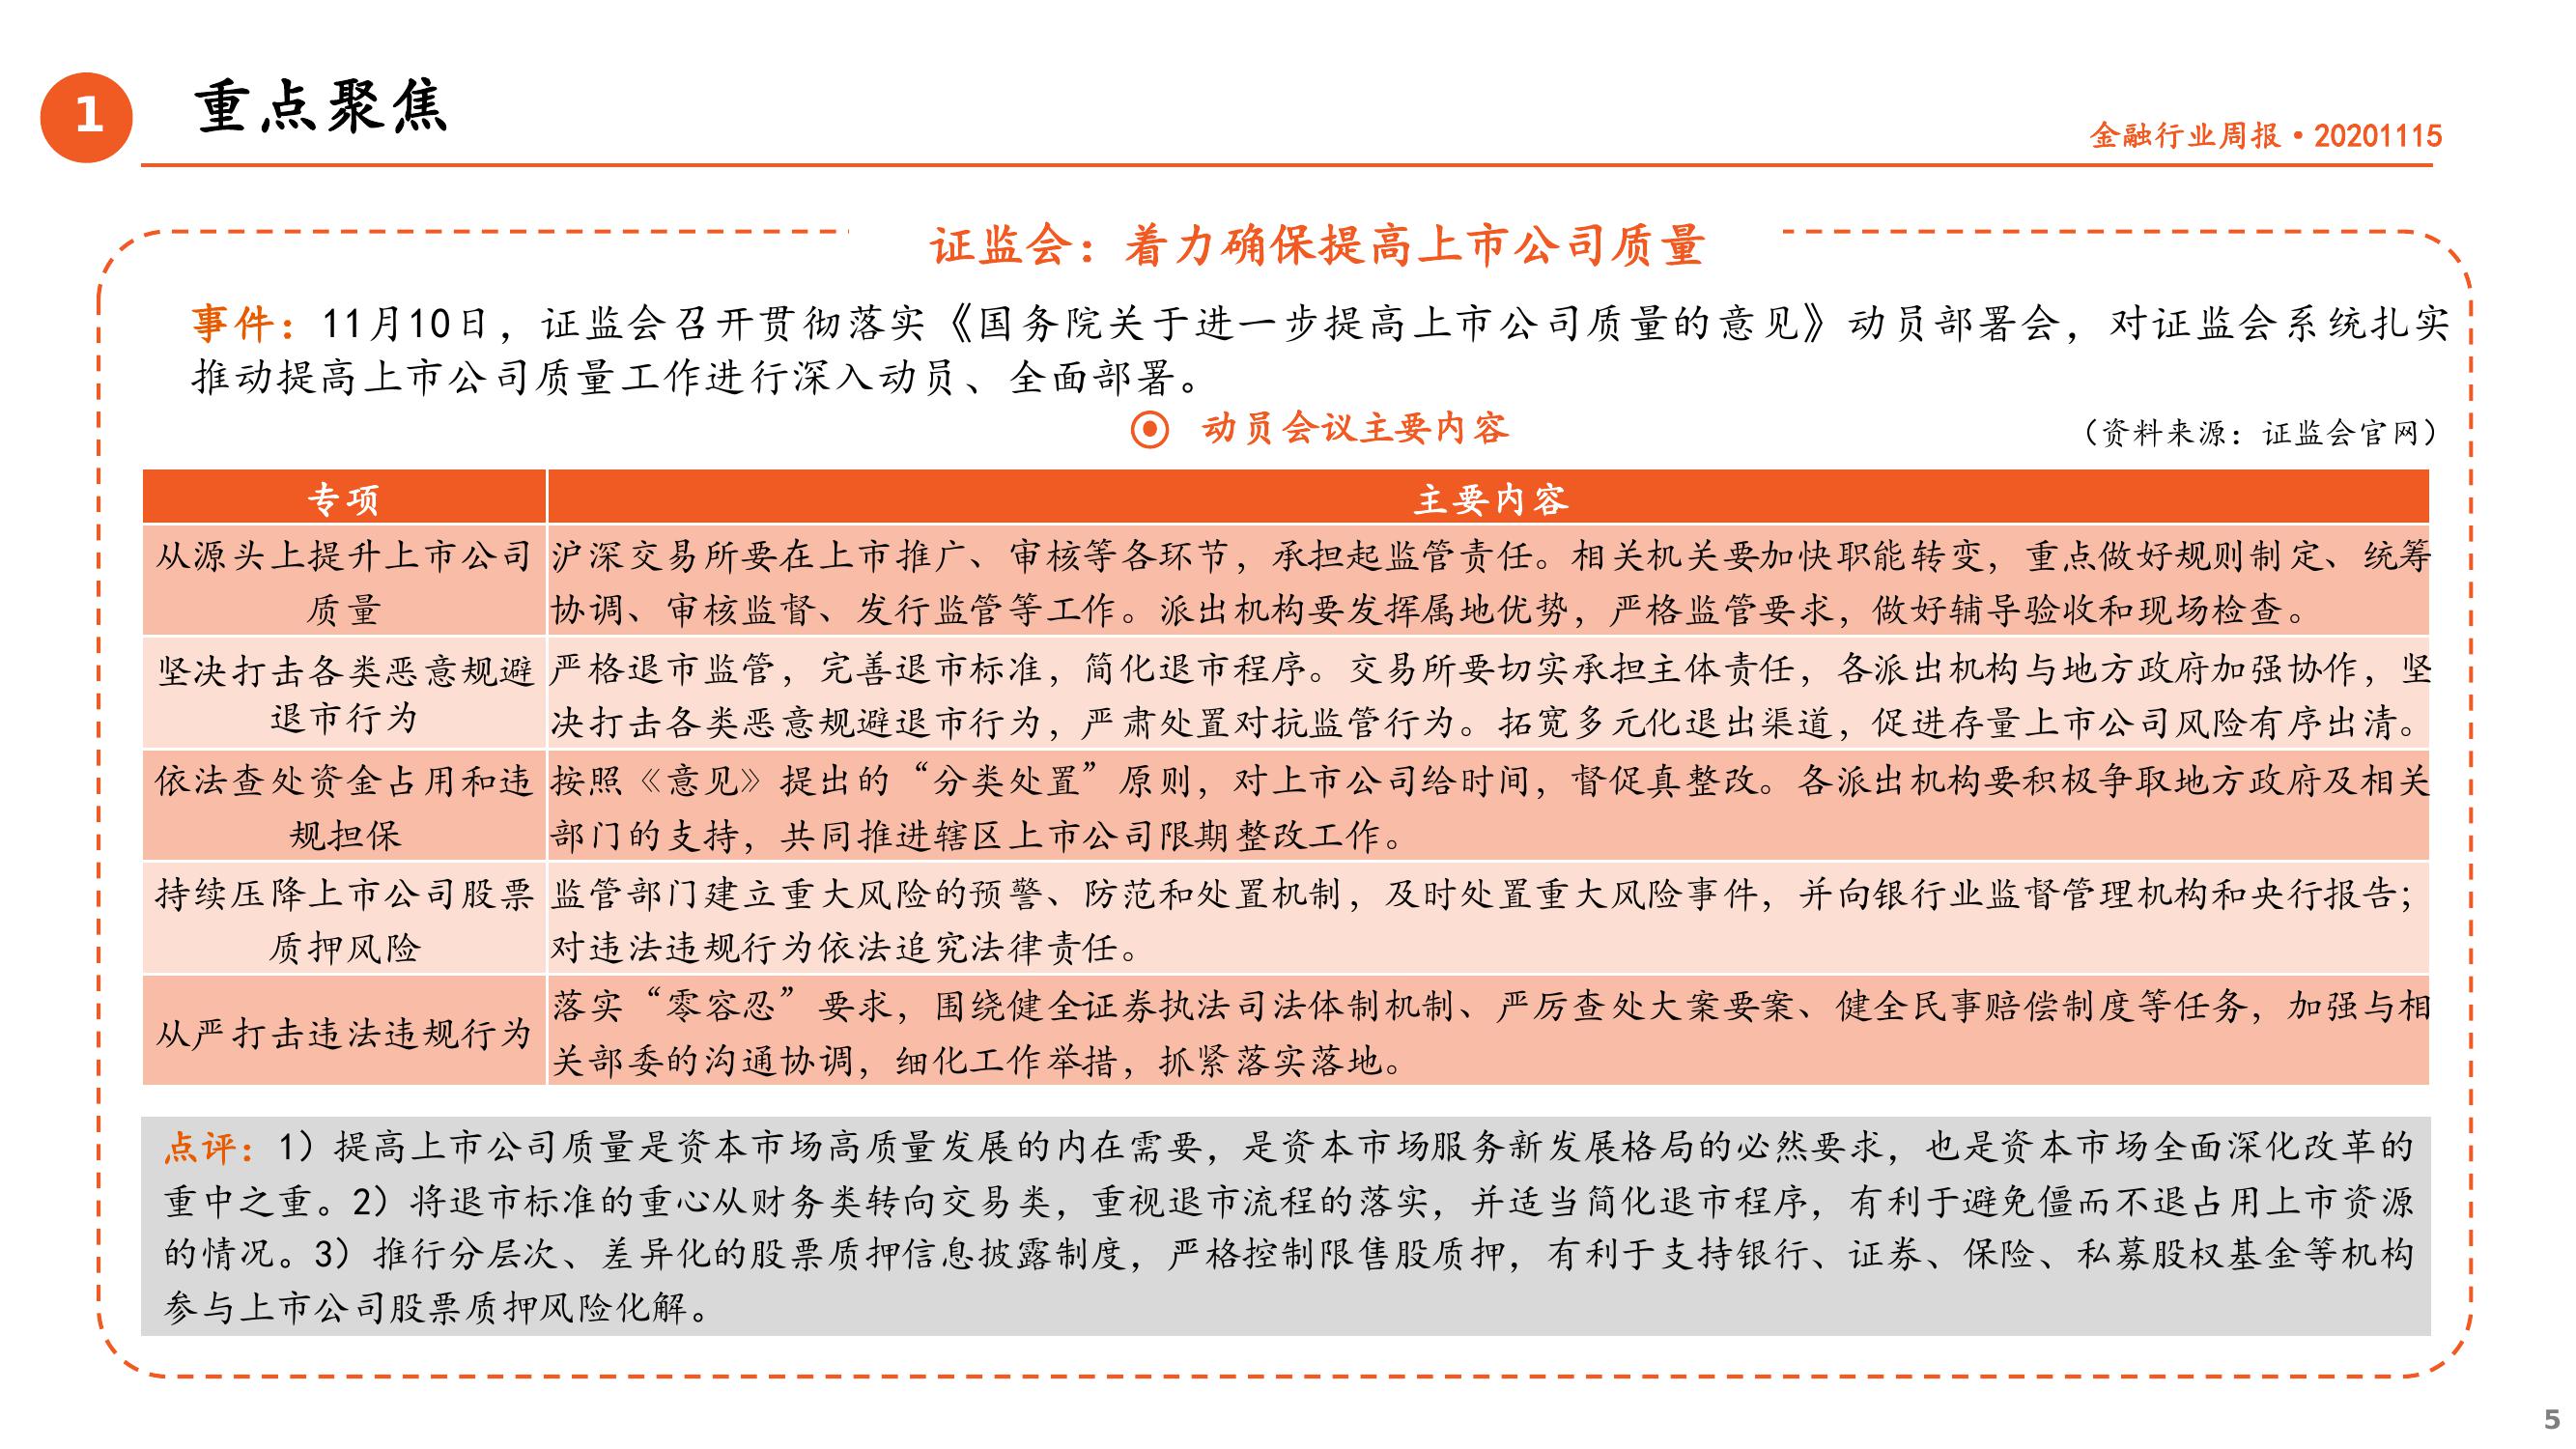 1
重点聚焦
金融行业周报•20201115
证监会：着力确保提高上市公司质量
事件：11月10日，证监会召开贯彻落实《国务院关于进一步提高上市公司质量的意见》动员部署会，对证监会系统扎实
推动提高上市公司质量工作进行深入动员、全面部署。
动员会议主要内容
（资料来源：证监会官网）
专项
主要内容
从源头上提升上市公司
质量
沪深交易所要在上市推广、审核等各环节，承担起监管责任。相关机关要加快职能转变，重点做好规则制定、统筹
协调、审核监督、发行监管等工作。派出机构要发挥属地优势，严格监管要求，做好辅导验收和现场检查。
坚决打击各类恶意规避
退市行为
严格退市监管，完善退市标准，简化退市程序。交易所要切实承担主体责任，各派出机构与地方政府加强协作，坚
决打击各类恶意规避退市行为，严肃处置对抗监管行为。拓宽多元化退出渠道，促进存量上市公司风险有序出清。
依法查处资金占用和违
规担保
按照《意见》提出的“分类处置”原则，对上市公司给时间，督促真整改。各派出机构要积极争取地方政府及相关
部门的支持，共同推进辖区上市公司限期整改工作。
持续压降上市公司股票
质押风险
监管部门建立重大风险的预警、防范和处置机制，及时处置重大风险事件，并向银行业监督管理机构和央行报告；
对违法违规行为依法追究法律责任。
从严打击违法违规行为
落实“零容忍”要求，围绕健全证券执法司法体制机制、严厉查处大案要案、健全民事赔偿制度等任务，加强与相
关部委的沟通协调，细化工作举措，抓紧落实落地。
点评：1）提高上市公司质量是资本市场高质量发展的内在需要，是资本市场服务新发展格局的必然要求，也是资本市场全面深化改革的
重中之重。2）将退市标准的重心从财务类转向交易类，重视退市流程的落实，并适当简化退市程序，有利于避免僵而不退占用上市资源
的情况。3）推行分层次、差异化的股票质押信息披露制度，严格控制限售股质押，有利于支持银行、证券、保险、私募股权基金等机构
参与上市公司股票质押风险化解。
5